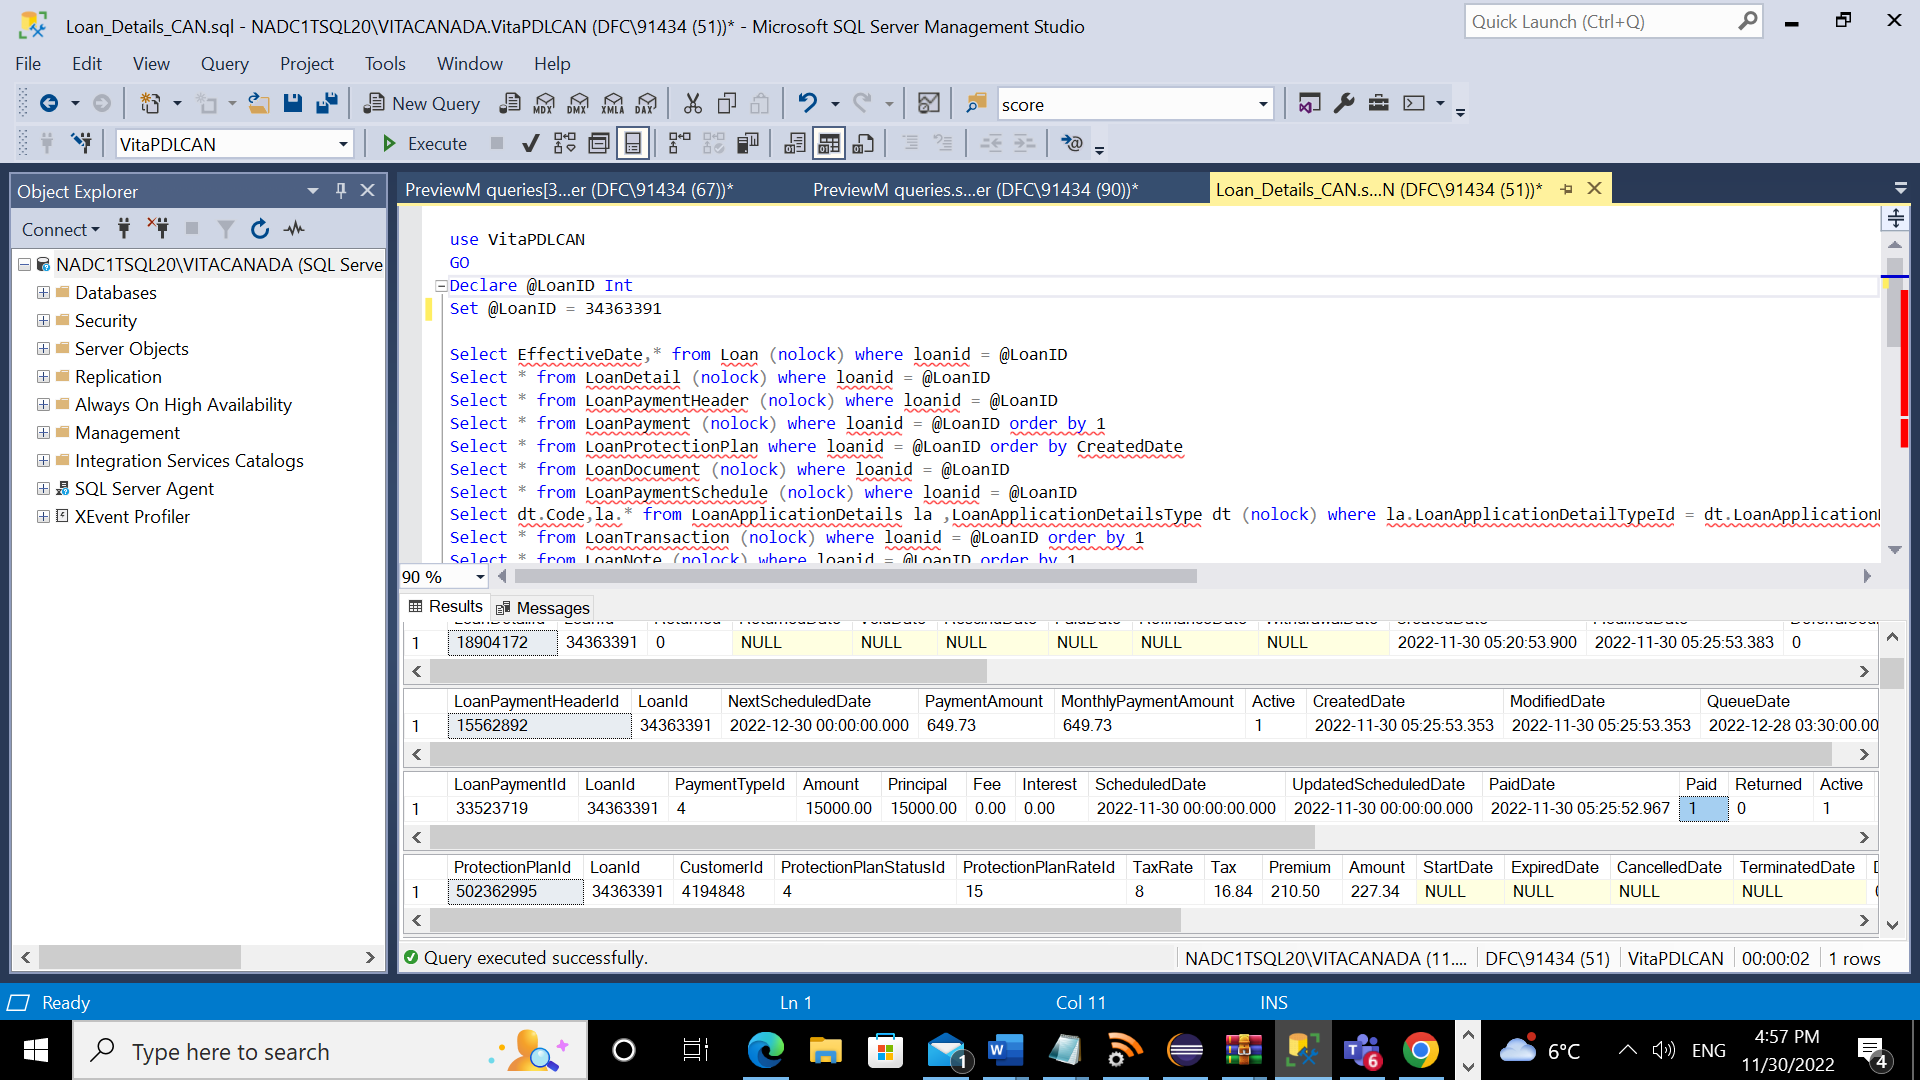 Loan_Details_CAN.sql - NADC1TSQL20\VITACANADA.VitaPDLCAN (DFC\91434 (51))* - Microsoft SQL Server Management Studio
Quick Launch (Ctrl+Q)
File Edit View Query Project Tools Window Help
New Query MDX DMX XMLA DAX score
VitaPDLCAN Execute
Object Explorer
PreviewM queries[3...er (DFC\91434 (67))* PreviewM queries.s...er (DFC\91434 (90))* Loan_Details_CAN.s...N (DFC\91434 (51))*
Connect
NADC1TSQL20\VITACANADA (SQL Serve
Databases
Security
Server Objects
Replication
Always On High Availability
Management
Integration Services Catalogs
SQL Server Agent
XEvent Profiler
use VitaPDLCAN
GO
Declare @LoanID Int
Set @LoanID = 34363391
Select EffectiveDate,* from Loan (nolock) where loanid = @LoanID
Select * from LoanDetail (nolock) where loanid = @LoanID
Select * from LoanPaymentHeader (nolock) where loanid = @LoanID
Select * from LoanPayment (nolock) where loanid = @LoanID order by 1
Select * from LoanProtectionPlan where loanid = @LoanID order by CreatedDate
Select * from LoanDocument (nolock) where loanid = @LoanID
Select * from LoanPaymentSchedule (nolock) where loanid = @LoanID
Select dt.Code,la.* from LoanApplicationDetails la ,LoanApplicationDetailsType dt (nolock) where la.LoanApplicationDetailTypeId = dt.LoanApplication
Select * from LoanTransaction (nolock) where loanid = @LoanID order by 1
Select * from LoanNote (nolock) where loanid = @LoanID order by 1
90 %
Results Messages
1 18904172 34363391 0 NULL NULL NULL NULL NULL NULL 2022-11-30 05:20:53.900 2022-11-30 05:25:53.383 0
LoanPaymentHeaderId LoanId NextScheduledDate PaymentAmount MonthlyPaymentAmount Active CreatedDate ModifiedDate QueueDate
1 15562892 34363391 2022-12-30 00:00:00.000 649.73 649.73 1 2022-11-30 05:25:53.353 2022-11-30 05:25:53.353 2022-12-28 03:30:00.00
LoanPaymentId LoanId PaymentTypeId Amount Principal Fee Interest ScheduledDate UpdatedScheduledDate PaidDate Paid Returned Active
1 33523719 34363391 4 15000.00 15000.00 0.00 0.00 2022-11-30 00:00:00.000 2022-11-30 00:00:00.000 2022-11-30 05:25:52.967 1 0 1
ProtectionPlanId LoanId CustomerId ProtectionPlanStatusId ProtectionPlanRateId TaxRate Tax Premium Amount StartDate ExpiredDate CancelledDate TerminatedDate
1 502362995 34363391 4194848 4 15 8 16.84 210.50 227.34 NULL NULL NULL NULL
Query executed successfully. NADC1TSQL20\VITACANADA (11.... DFC\91434 (51) VitaPDLCAN 00:00:02 1 rows
Ready Ln 1 Col 11 INS
Type here to search 1 6 6°C ENG 4:57 PM 11/30/2022 4